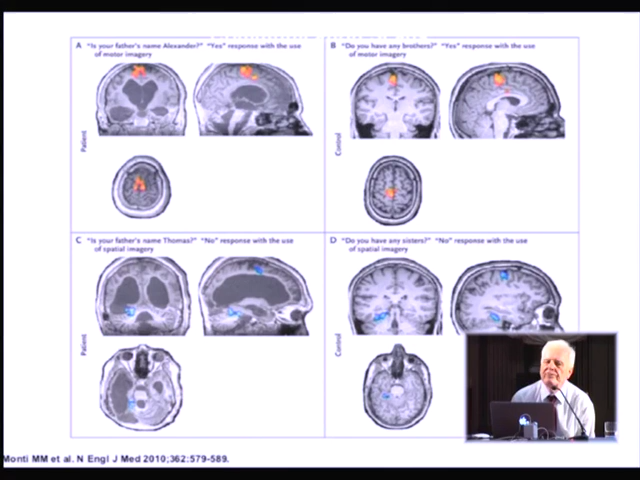 A "Is your father's name Alexander?" "Yes" response with the use
of motor imagery
B "Do you have any brothers?" "Yes" response with the use
of motor imagery
Patient
Control
C "Is your father's name Thomas?" "No" response with the use
of spatial imagery
D "Do you have any sisters?" "No" response with the use
of spatial imagery
Patient
Control
Monti MM et al. N Engl J Med 2010;362:579-589.